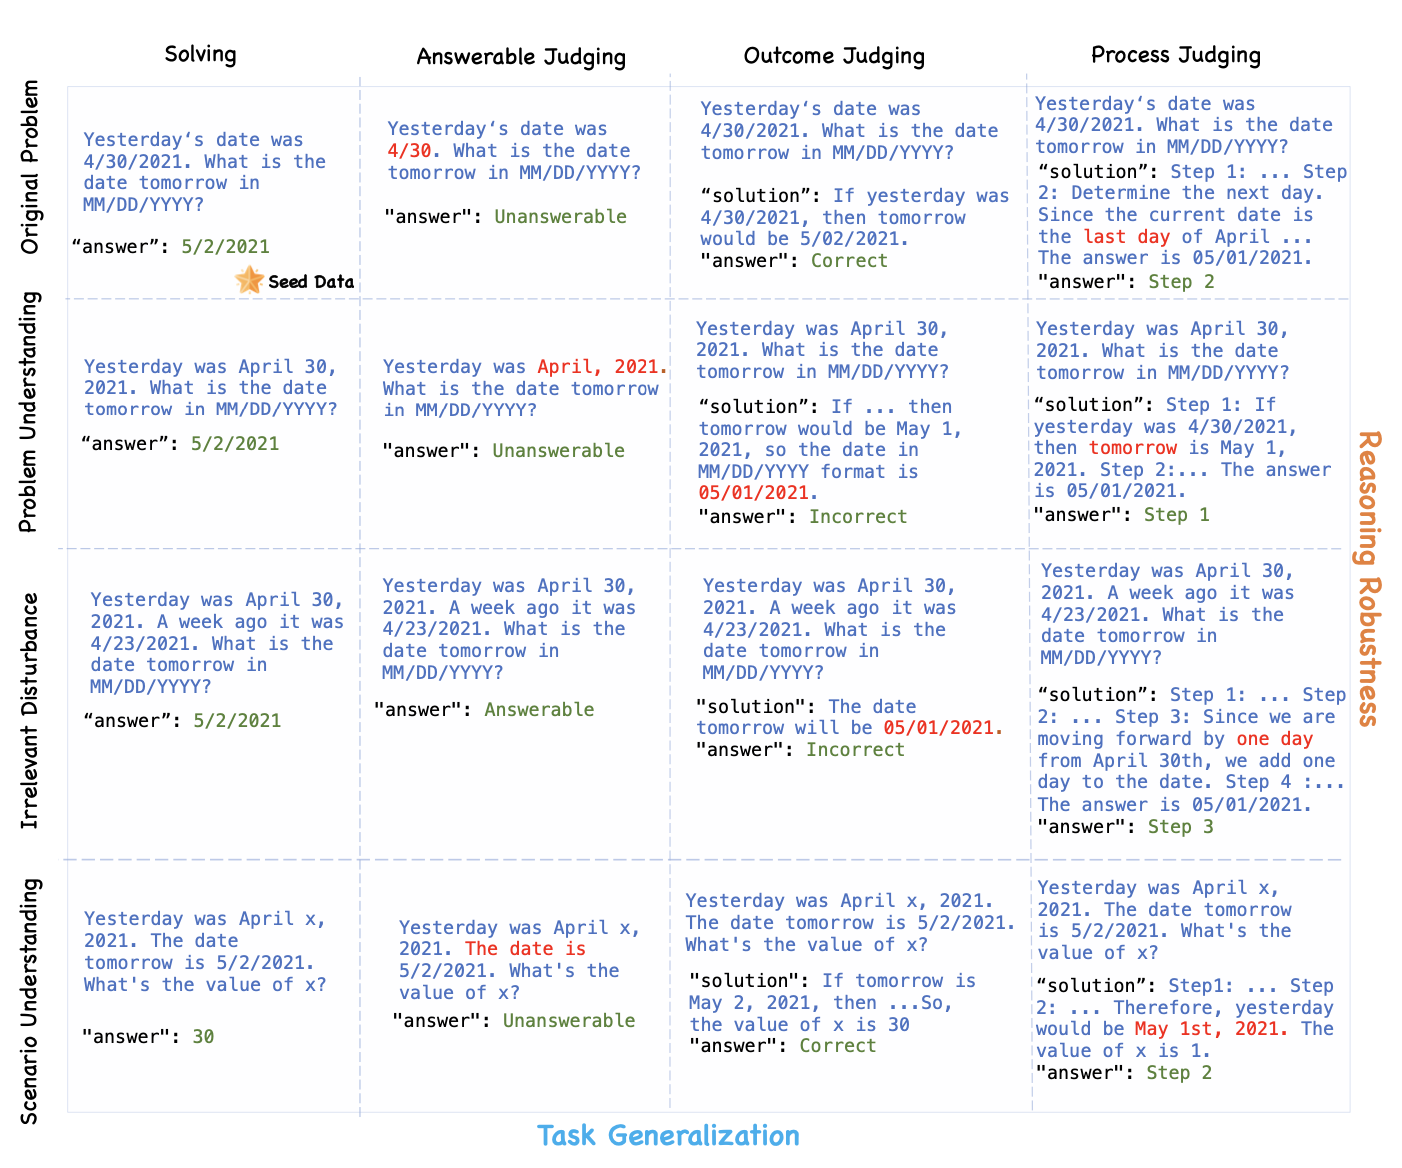 Solving
Answerable Judging
Outcome Judging
Process Judging
Original Problem
Yesterday‘s date was
4/30/2021. What is the
date tomorrow in
MM/DD/YYYY?
“answer”: 5/2/2021
Seed Data
Yesterday‘s date was
4/30. What is the date
tomorrow in MM/DD/YYYY?
"answer": Unanswerable
Yesterday‘s date was
4/30/2021. What is the date
tomorrow in MM/DD/YYYY?
“solution”: If yesterday was
4/30/2021, then tomorrow
would be 5/02/2021.
"answer": Correct
Yesterday‘s date was
4/30/2021. What is the date
tomorrow in MM/DD/YYYY?
“solution”: Step 1: ... Step
2: Determine the next day.
Since the current date is
the last day of April ...
The answer is 05/01/2021.
"answer": Step 2
Problem Understanding
Yesterday was April 30,
2021. What is the date
tomorrow in MM/DD/YYYY?
“answer”: 5/2/2021
Yesterday was April, 2021.
What is the date tomorrow
in MM/DD/YYYY?
"answer": Unanswerable
Yesterday was April 30,
2021. What is the date
tomorrow in MM/DD/YYYY?
“solution”: If ... then
tomorrow would be May 1,
2021, so the date in
MM/DD/YYYY format is
05/01/2021.
"answer": Incorrect
Yesterday was April 30,
2021. What is the date
tomorrow in MM/DD/YYYY?
“solution”: Step 1: If
yesterday was 4/30/2021,
then tomorrow is May 1,
2021. Step 2:... The answer
is 05/01/2021.
"answer": Step 1
Irrelevant Disturbance
Yesterday was April 30,
2021. A week ago it was
4/23/2021. What is the
date tomorrow in
MM/DD/YYYY?
“answer”: 5/2/2021
Yesterday was April 30,
2021. A week ago it was
4/23/2021. What is the
date tomorrow in
MM/DD/YYYY?
"answer": Answerable
Yesterday was April 30,
2021. A week ago it was
4/23/2021. What is the
date tomorrow in
MM/DD/YYYY?
"solution": The date
tomorrow will be 05/01/2021.
"answer": Incorrect
Yesterday was April 30,
2021. A week ago it was
4/23/2021. What is the
date tomorrow in
MM/DD/YYYY?
“solution”: Step 1: ... Step
2: ... Step 3: Since we are
moving forward by one day
from April 30th, we add one
day to the date. Step 4 :...
The answer is 05/01/2021.
"answer": Step 3
Scenario Understanding
Yesterday was April x,
2021. The date
tomorrow is 5/2/2021.
What's the value of x?
"answer": 30
Yesterday was April x,
2021. The date is
5/2/2021. What's the
value of x?
"answer": Unanswerable
Yesterday was April x, 2021.
The date tomorrow is 5/2/2021.
What's the value of x?
"solution": If tomorrow is
May 2, 2021, then ...So,
the value of x is 30
"answer": Correct
Yesterday was April x,
2021. The date tomorrow
is 5/2/2021. What's the
value of x?
“solution”: Step1: ... Step
2: ... Therefore, yesterday
would be May 1st, 2021. The
value of x is 1.
"answer": Step 2
Reasoning Robustness
Task Generalization